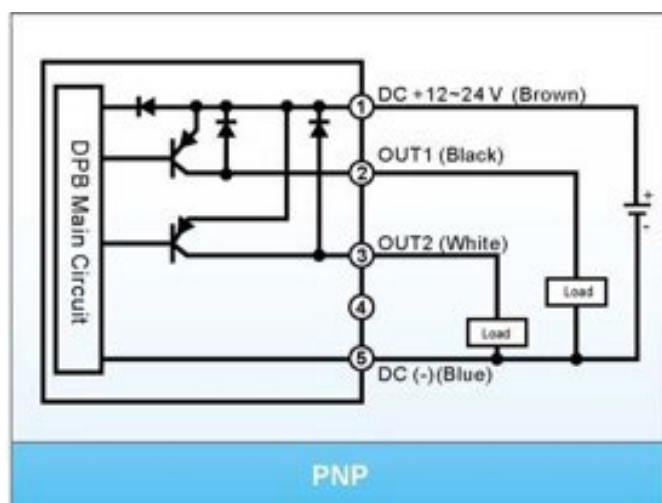 DPB Main Circuit
1 DC +12~24 V (Brown)
2 OUT1 (Black)
3 OUT2 (White)
4
5 DC (-)(Blue)
+
-
Load
Load
PNP